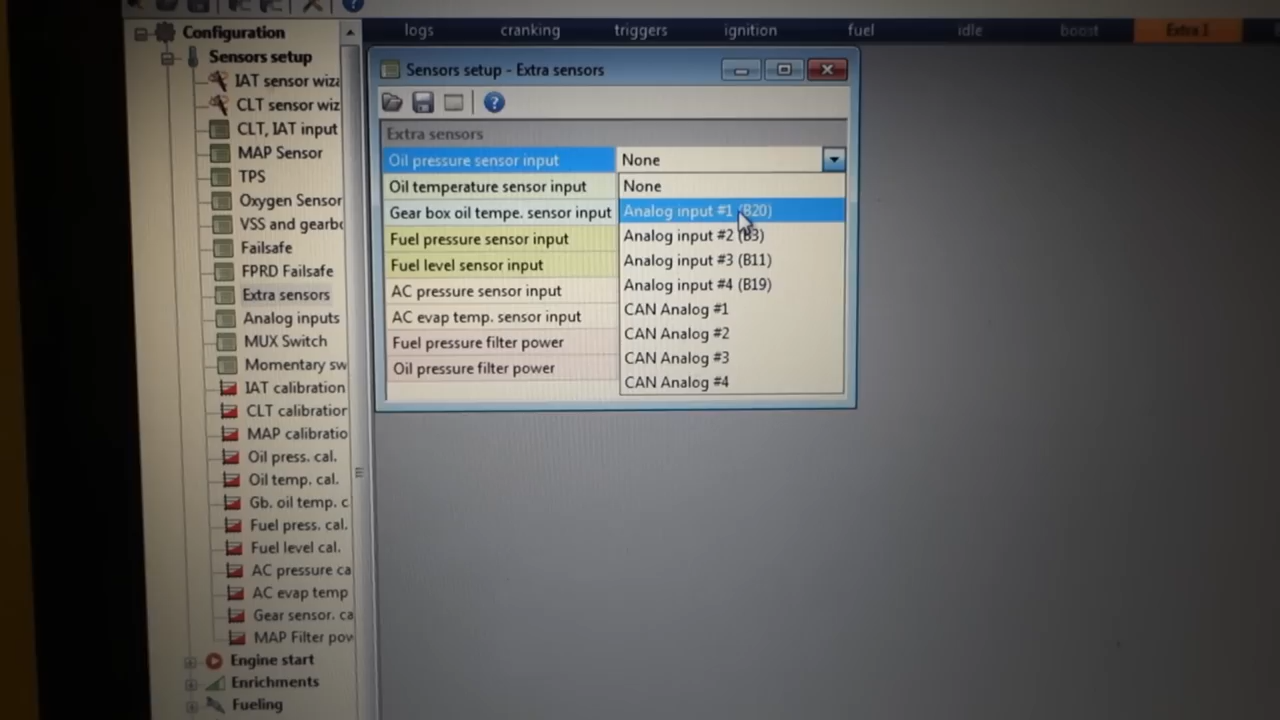 logs cranking triggers ignition fuel idle boost Extra 1
Configuration
Sensors setup
IAT sensor wiza
CLT sensor wiz
CLT, IAT input
MAP Sensor
TPS
Oxygen Sensor
VSS and gearbo
Failsafe
FPRD Failsafe
Extra sensors
Analog inputs
MUX Switch
Momentary sw
IAT calibration
CLT calibration
MAP calibratio
Oil press. cal.
Oil temp. cal.
Gb. oil temp. c
Fuel press. cal.
Fuel level cal.
AC pressure ca
AC evap temp
Gear sensor. ca
MAP Filter pow
Engine start
Enrichments
Fueling
Sensors setup - Extra sensors
Extra sensors
Oil pressure sensor input None
Oil temperature sensor input
Gear box oil tempe. sensor input
Fuel pressure sensor input
Fuel level sensor input
AC pressure sensor input
AC evap temp. sensor input
Fuel pressure filter power
Oil pressure filter power
None
Analog input #1 (B20)
Analog input #2 (B3)
Analog input #3 (B11)
Analog input #4 (B19)
CAN Analog #1
CAN Analog #2
CAN Analog #3
CAN Analog #4